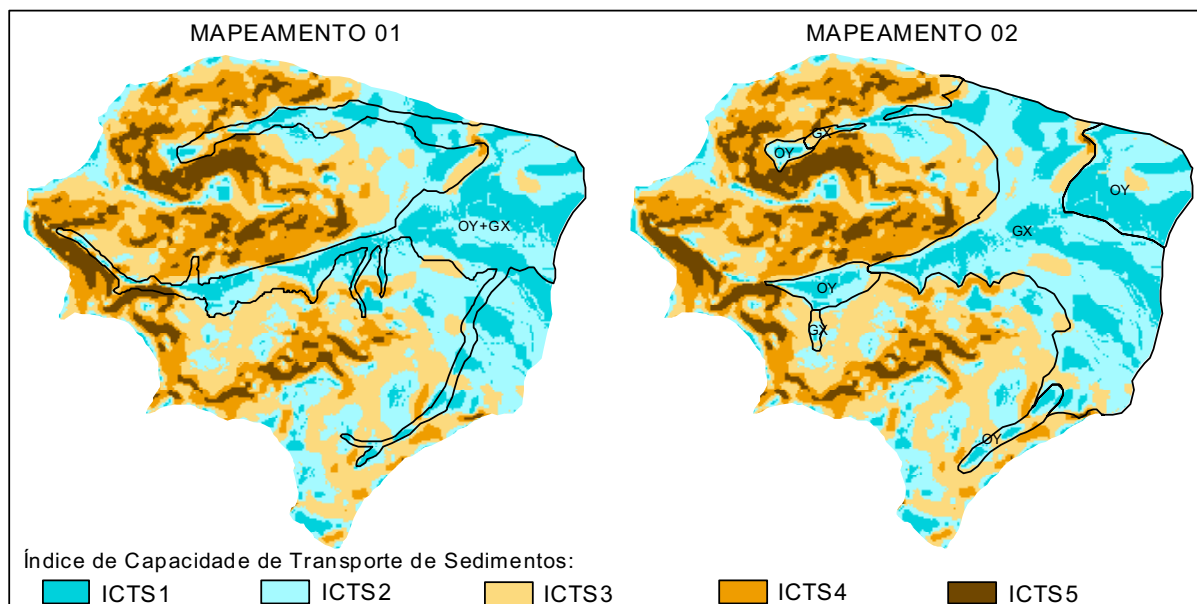 MAPEAMENTO 01
MAPEAMENTO 02
GX
OY
OY
OY+GX
GX
OY
GX
OY
Índice de Capacidade de Transporte de Sedimentos:
ICTS1
ICTS2
ICTS3
ICTS4
ICTS5